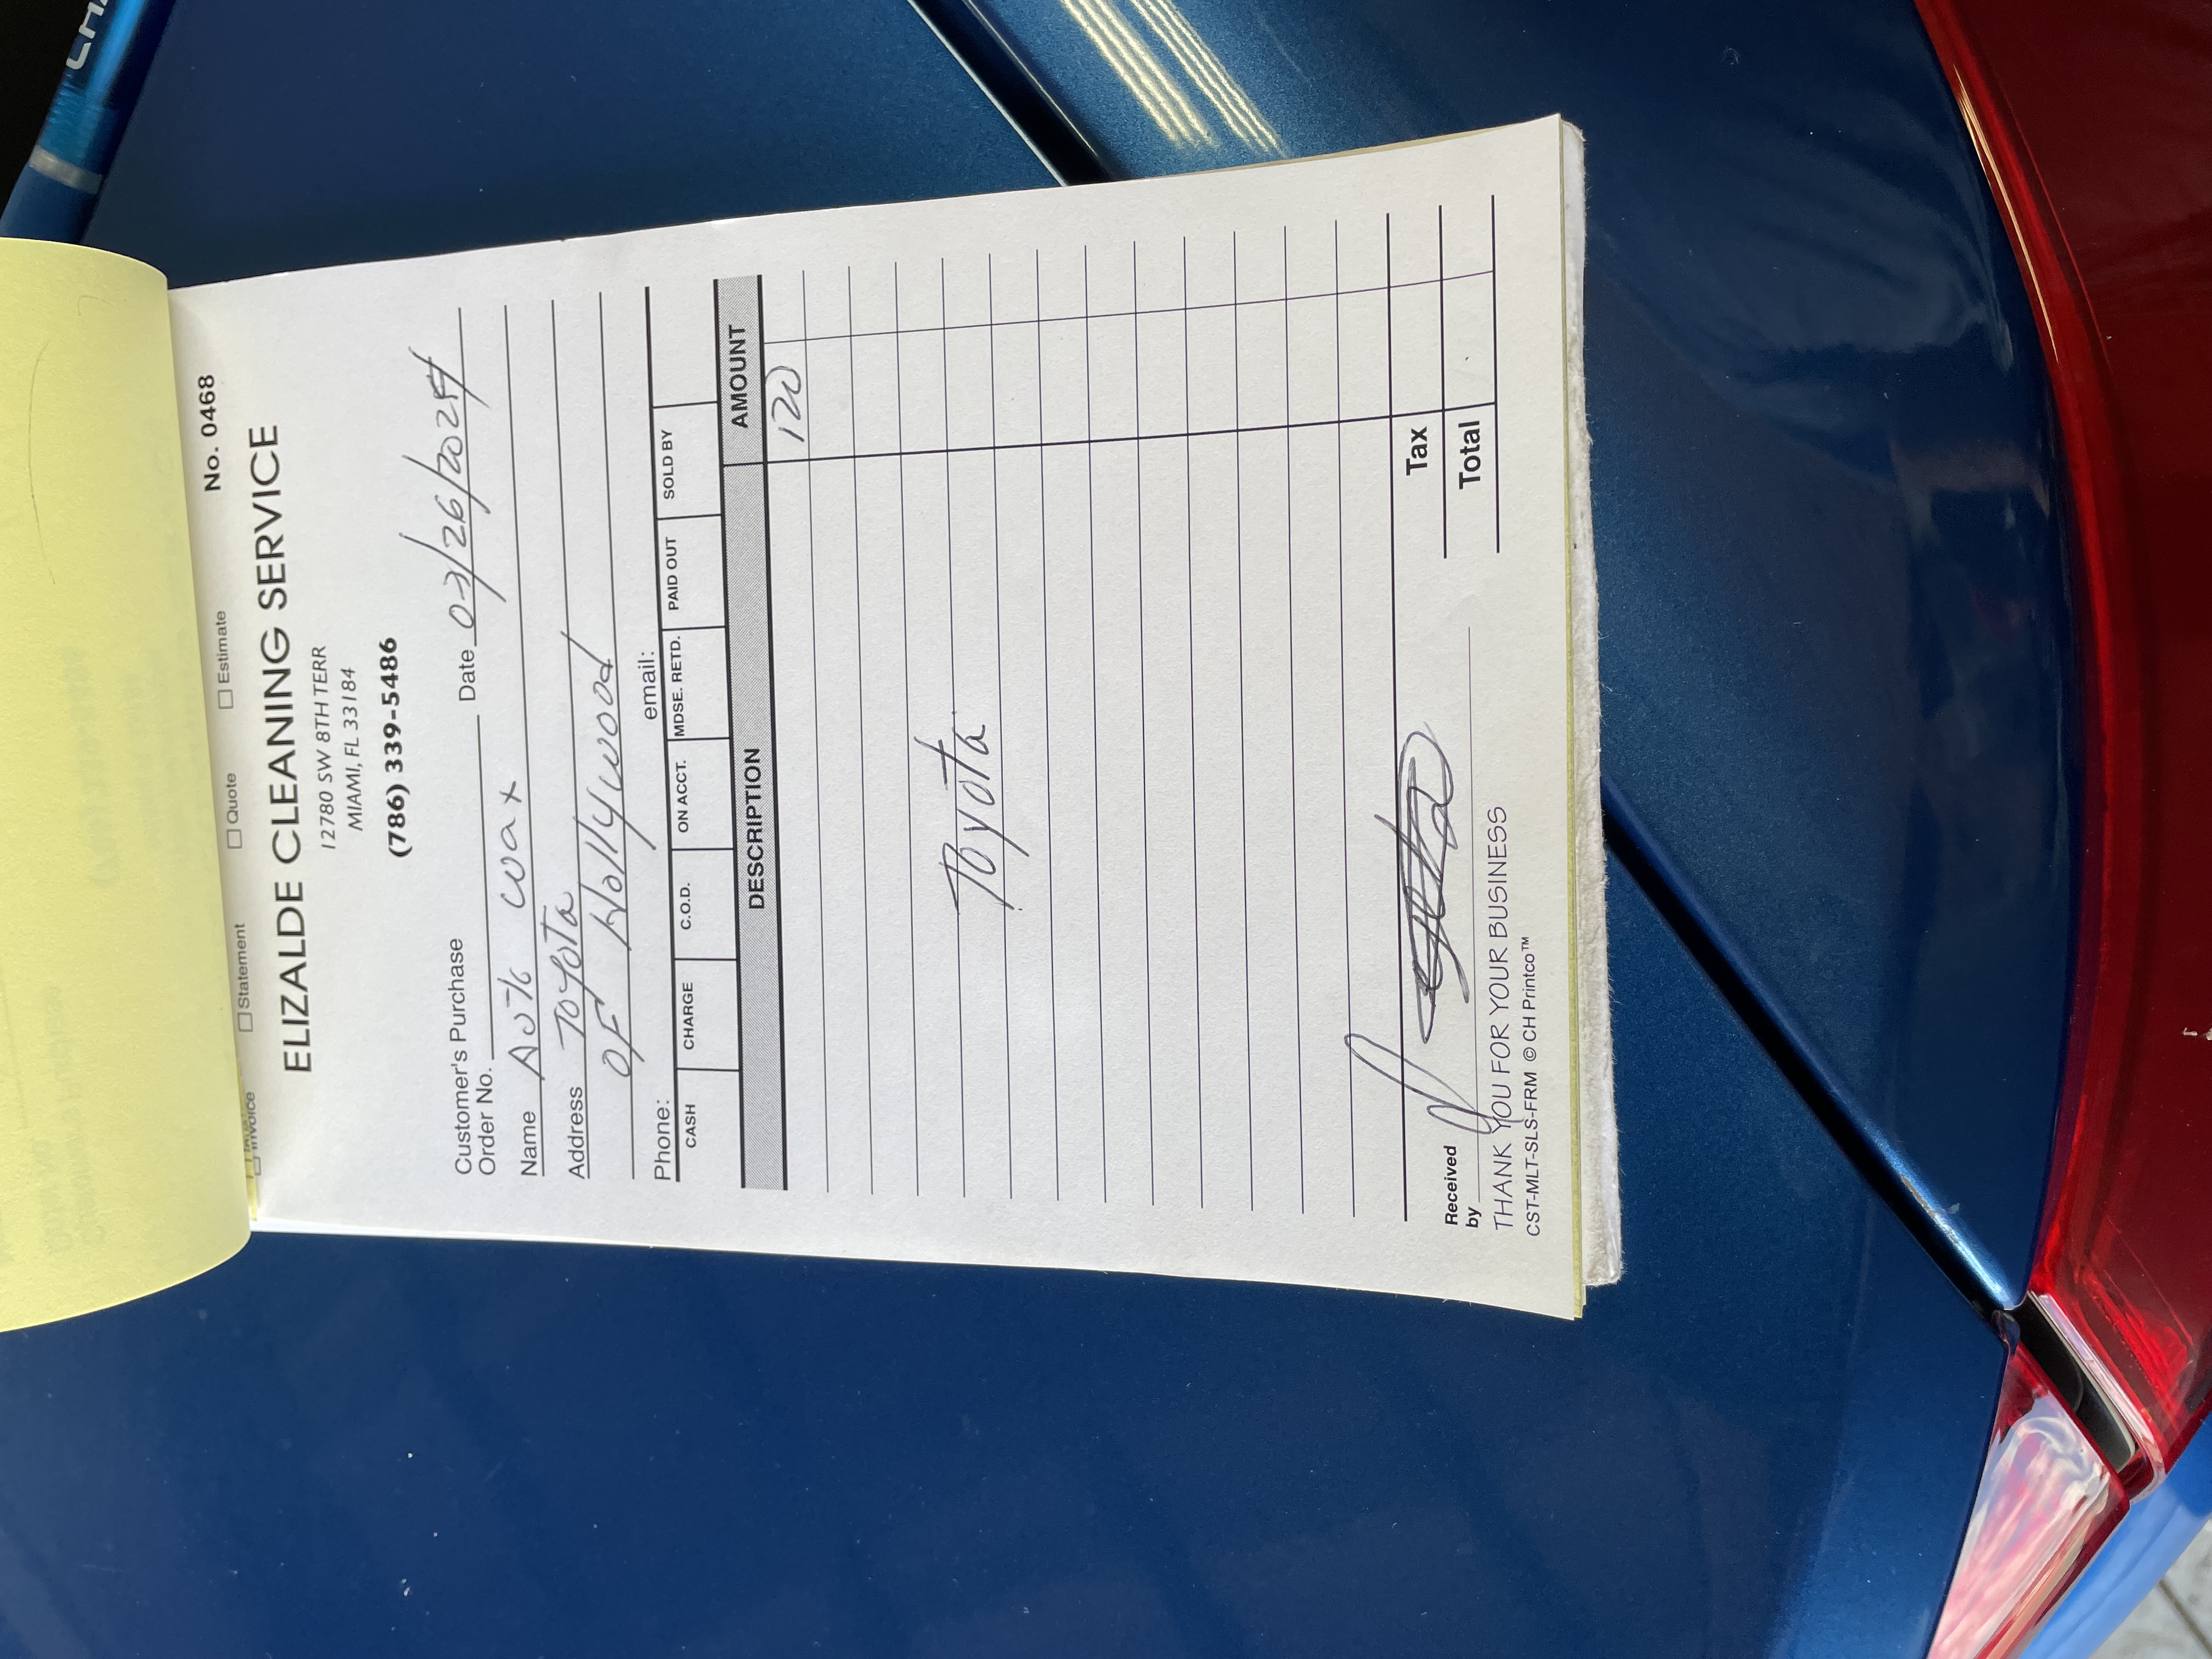 No. 0468
Statement Quote Estimate
ELIZALDE CLEANING SERVICE
12780 SW 8TH TERR
MIAMI, FL 33184
(786) 339-5486
Customer's Purchase
Order No. Date 03/26/2024
Name Auto wax
Address Toyota
OF Hollywood
Phone: email:
CASH CHARGE C.O.D. ON ACCT. MDSE. RETD. PAID OUT SOLD BY
DESCRIPTION AMOUNT
120
Toyota
Tax
Received
by Total
THANK YOU FOR YOUR BUSINESS
CST-MLT-SLS-FRM © CH Printco™